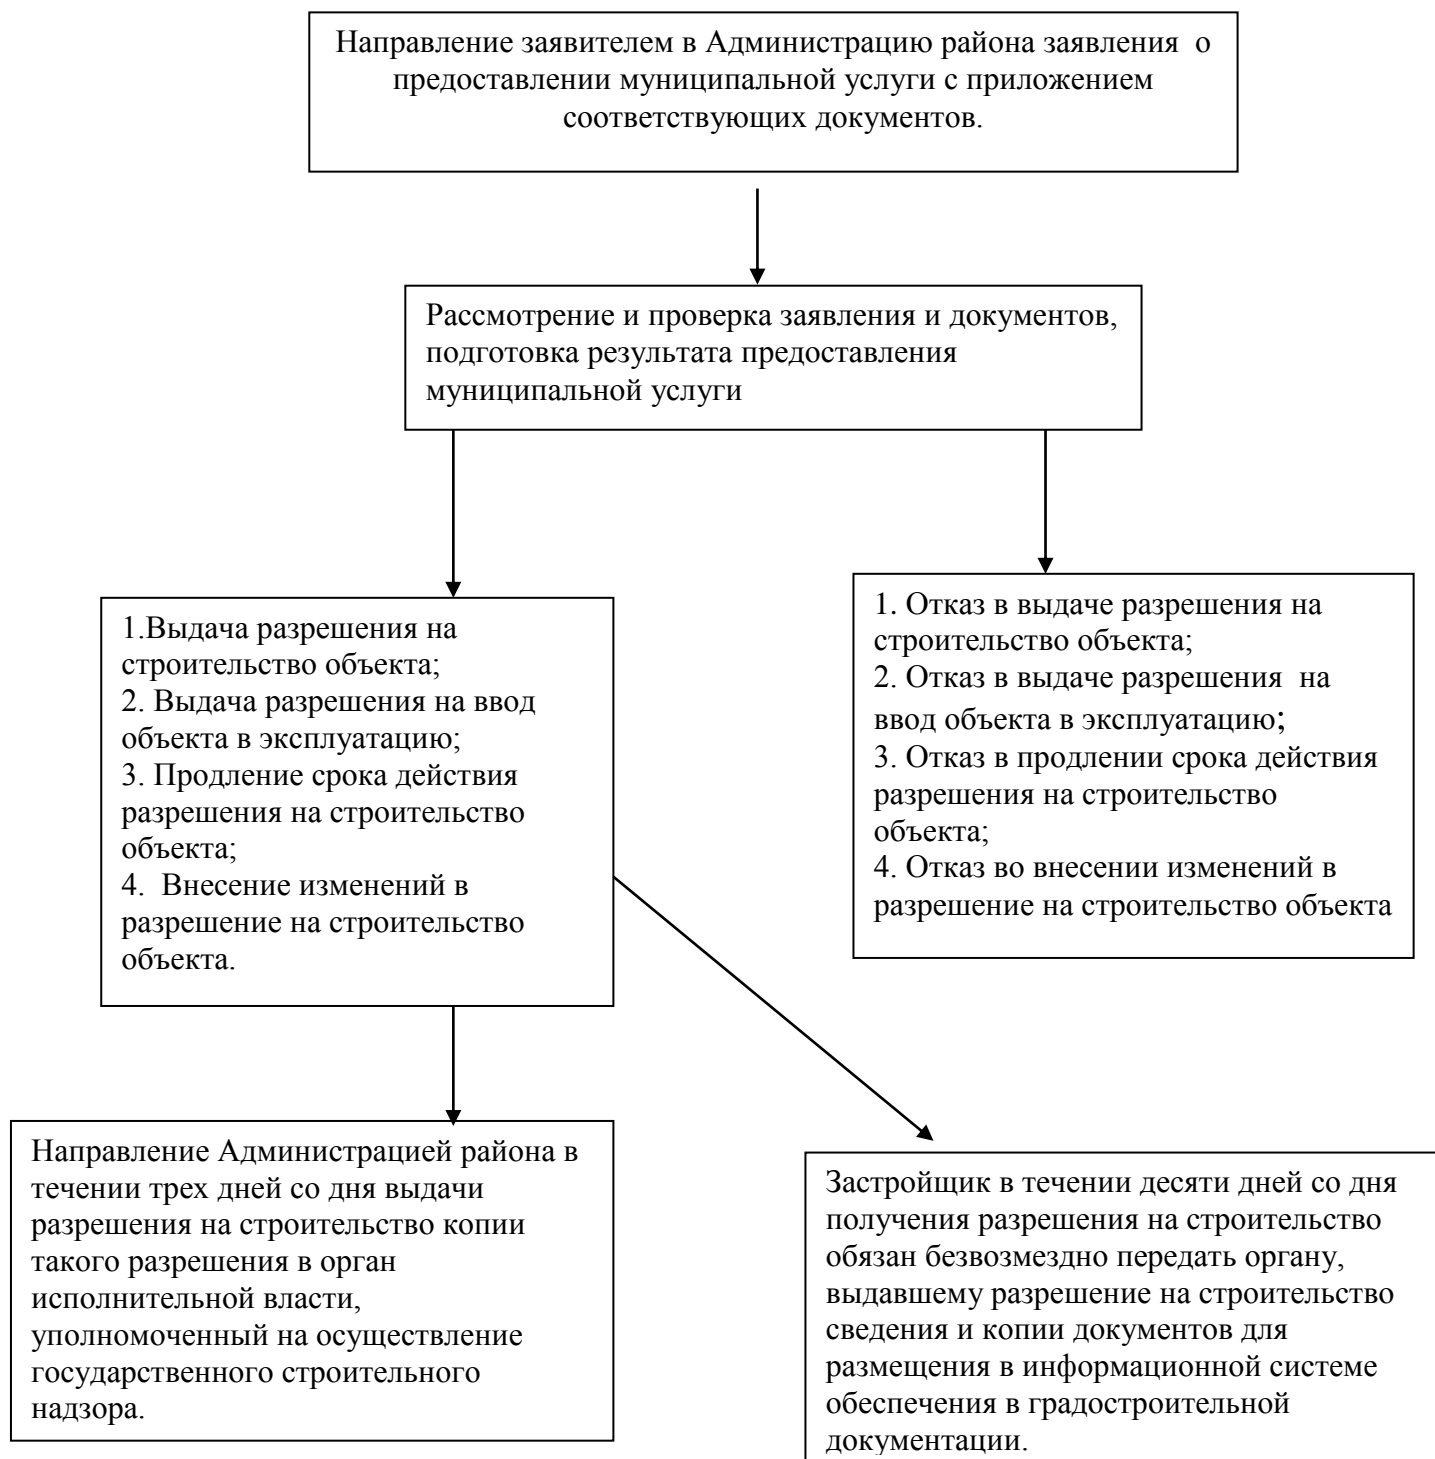 Направление заявителем в Администрацию района заявления  о
предоставлении муниципальной услуги с приложением
соответствующих документов.
Рассмотрение и проверка заявления и документов,
подготовка результата предоставления
муниципальной услуги
1.Выдача разрешения на
строительство объекта;
2. Выдача разрешения на ввод
объекта в эксплуатацию;
3. Продление срока действия
разрешения на строительство
объекта;
4.  Внесение изменений в
разрешение на строительство
объекта.
1. Отказ в выдаче разрешения на
строительство объекта;
2. Отказ в выдаче разрешения  на
ввод объекта в эксплуатацию;
3. Отказ в продлении срока действия
разрешения на строительство
объекта;
4. Отказ во внесении изменений в
разрешение на строительство объекта
Направление Администрацией района в
течении трех дней со дня выдачи
разрешения на строительство копии
такого разрешения в орган
исполнительной власти,
уполномоченный на осуществление
государственного строительного
надзора.
Застройщик в течении десяти дней со дня
получения разрешения на строительство
обязан безвозмездно передать органу,
выдавшему разрешение на строительство
сведения и копии документов для
размещения в информационной системе
обеспечения в градостроительной
документации.